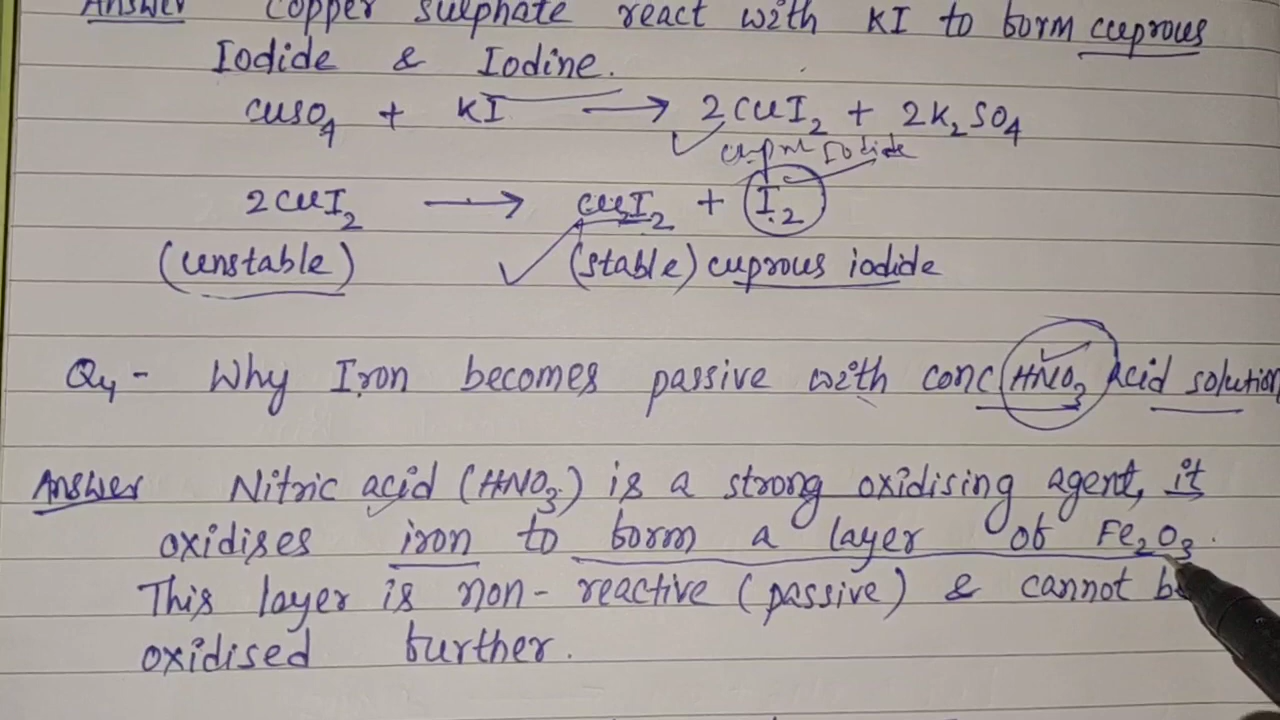 Answer Copper sulphate react with KI to form cuprous
Iodide & Iodine.
CuSO4 + KI → 2CuI2 + 2K2SO4
Iodide
2CuI2 → Cu2I2 + I2
(unstable) (stable) cuprous iodide
Q4 - Why Iron becomes passive with conc HNO3 Acid solution
Answer Nitric acid (HNO3) is a strong oxidising agent, it
oxidises iron to form a layer of Fe2O3.
This layer is non-reactive (passive) & cannot be
oxidised further.